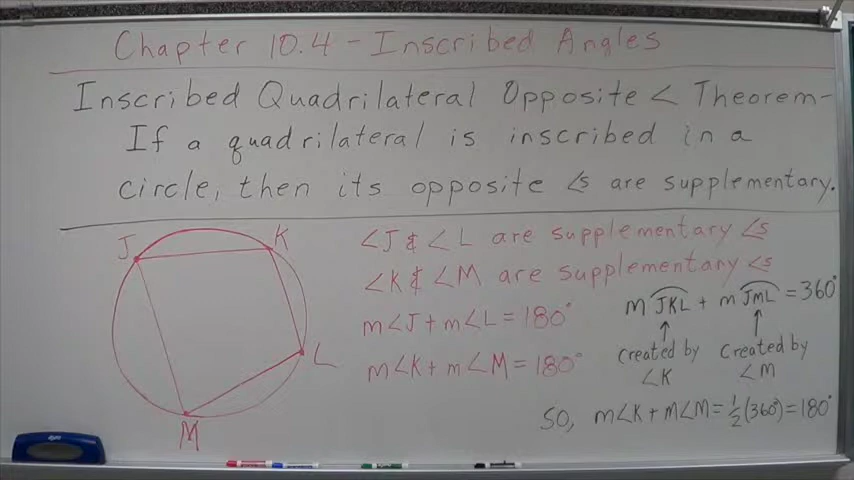 Chapter 10.4 - Inscribed Angles
Inscribed Quadrilateral Opposite < Theorem-
If a quadrilateral is inscribed in a
circle, then its opposite ∠s are supplementary.
J
K
L
M
∠J & ∠L are supplementary ∠s
∠K & ∠M are supplementary ∠s
m∠J + m∠L = 180°
m∠K + m∠M = 180°
m JKL + m JML = 360°
created by
∠K
created by
∠M
SO, m∠K + m∠M = ½(360°) = 180°